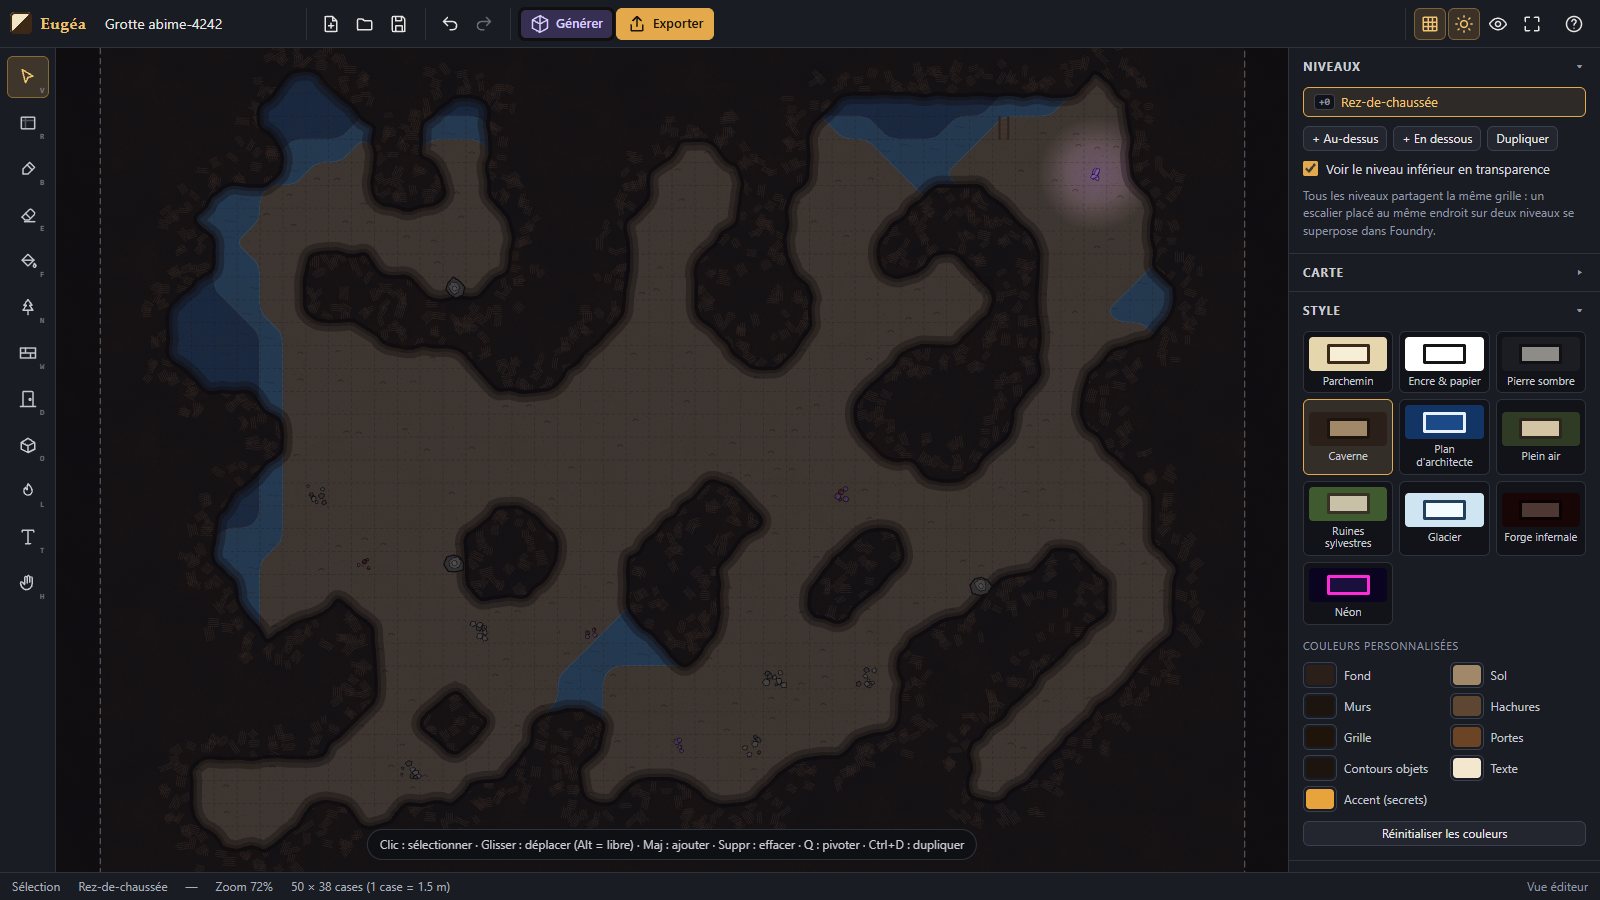 Eugéa
Grotte abime-4242
Générer
Exporter
V
R
B
E
F
N
W
D
O
L
T
H
NIVEAUX
+0 Rez-de-chaussée
+ Au-dessus
+ En dessous
Dupliquer
Voir le niveau inférieur en transparence
Tous les niveaux partagent la même grille : un
escalier placé au même endroit sur deux niveaux se
superpose dans Foundry.
CARTE
STYLE
Parchemin
Encre & papier
Pierre sombre
Caverne
Plan
d'architecte
Plein air
Ruines
sylvestres
Glacier
Forge infernale
Néon
COULEURS PERSONNALISÉES
Fond
Sol
Murs
Hachures
Grille
Portes
Contours objets
Texte
Accent (secrets)
Réinitialiser les couleurs
Clic : sélectionner · Glisser : déplacer (Alt = libre) · Maj : ajouter · Suppr : effacer · Q : pivoter · Ctrl+D : dupliquer
Sélection
Rez-de-chaussée
—
Zoom 72%
50 × 38 cases (1 case = 1.5 m)
Vue éditeur